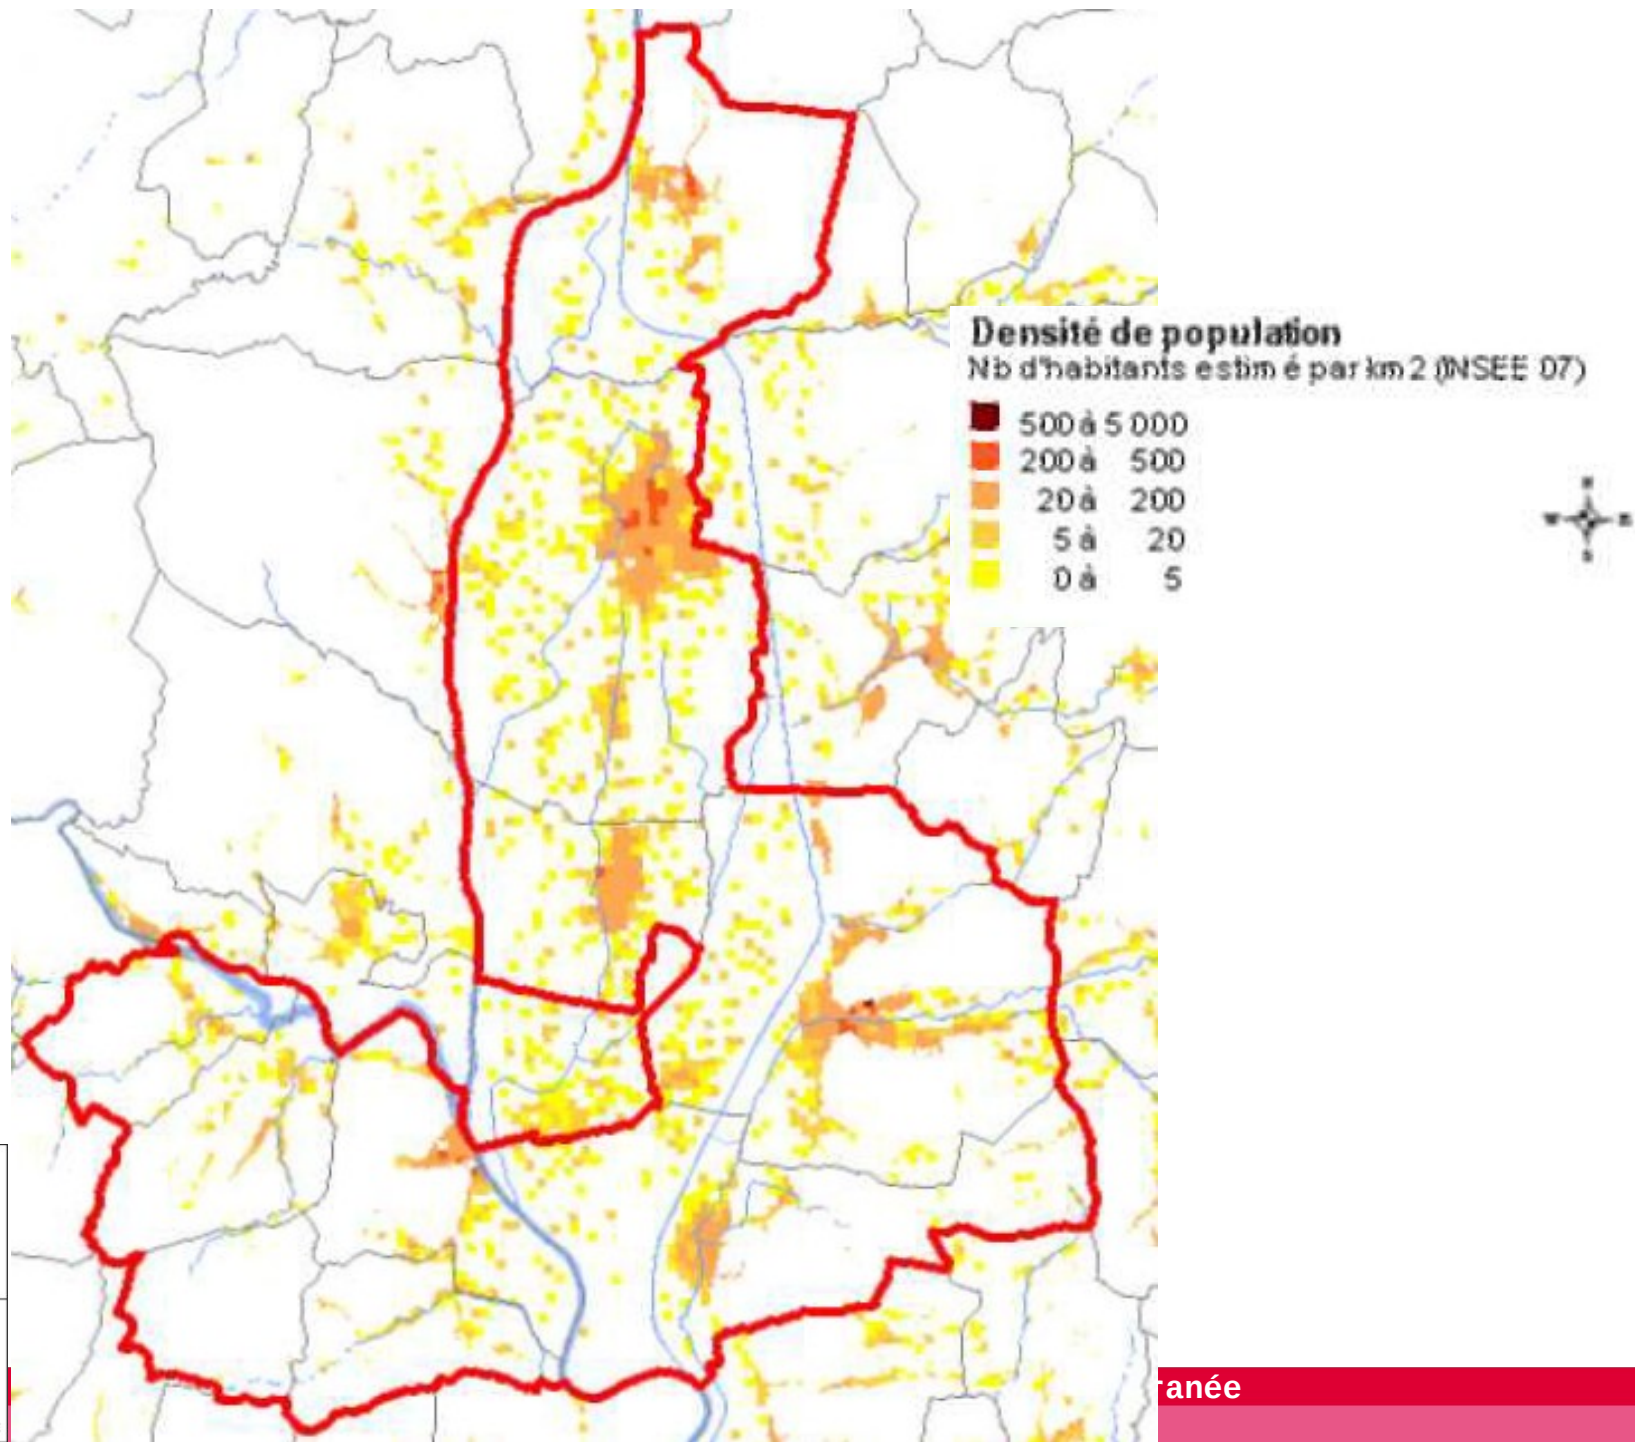 Densité de population
Nb d'habitants estimé par km2 (INSEE 07)
500 à 5 000
200 à 500
20 à 200
5 à 20
0 à 5
N
W E
S
ranée